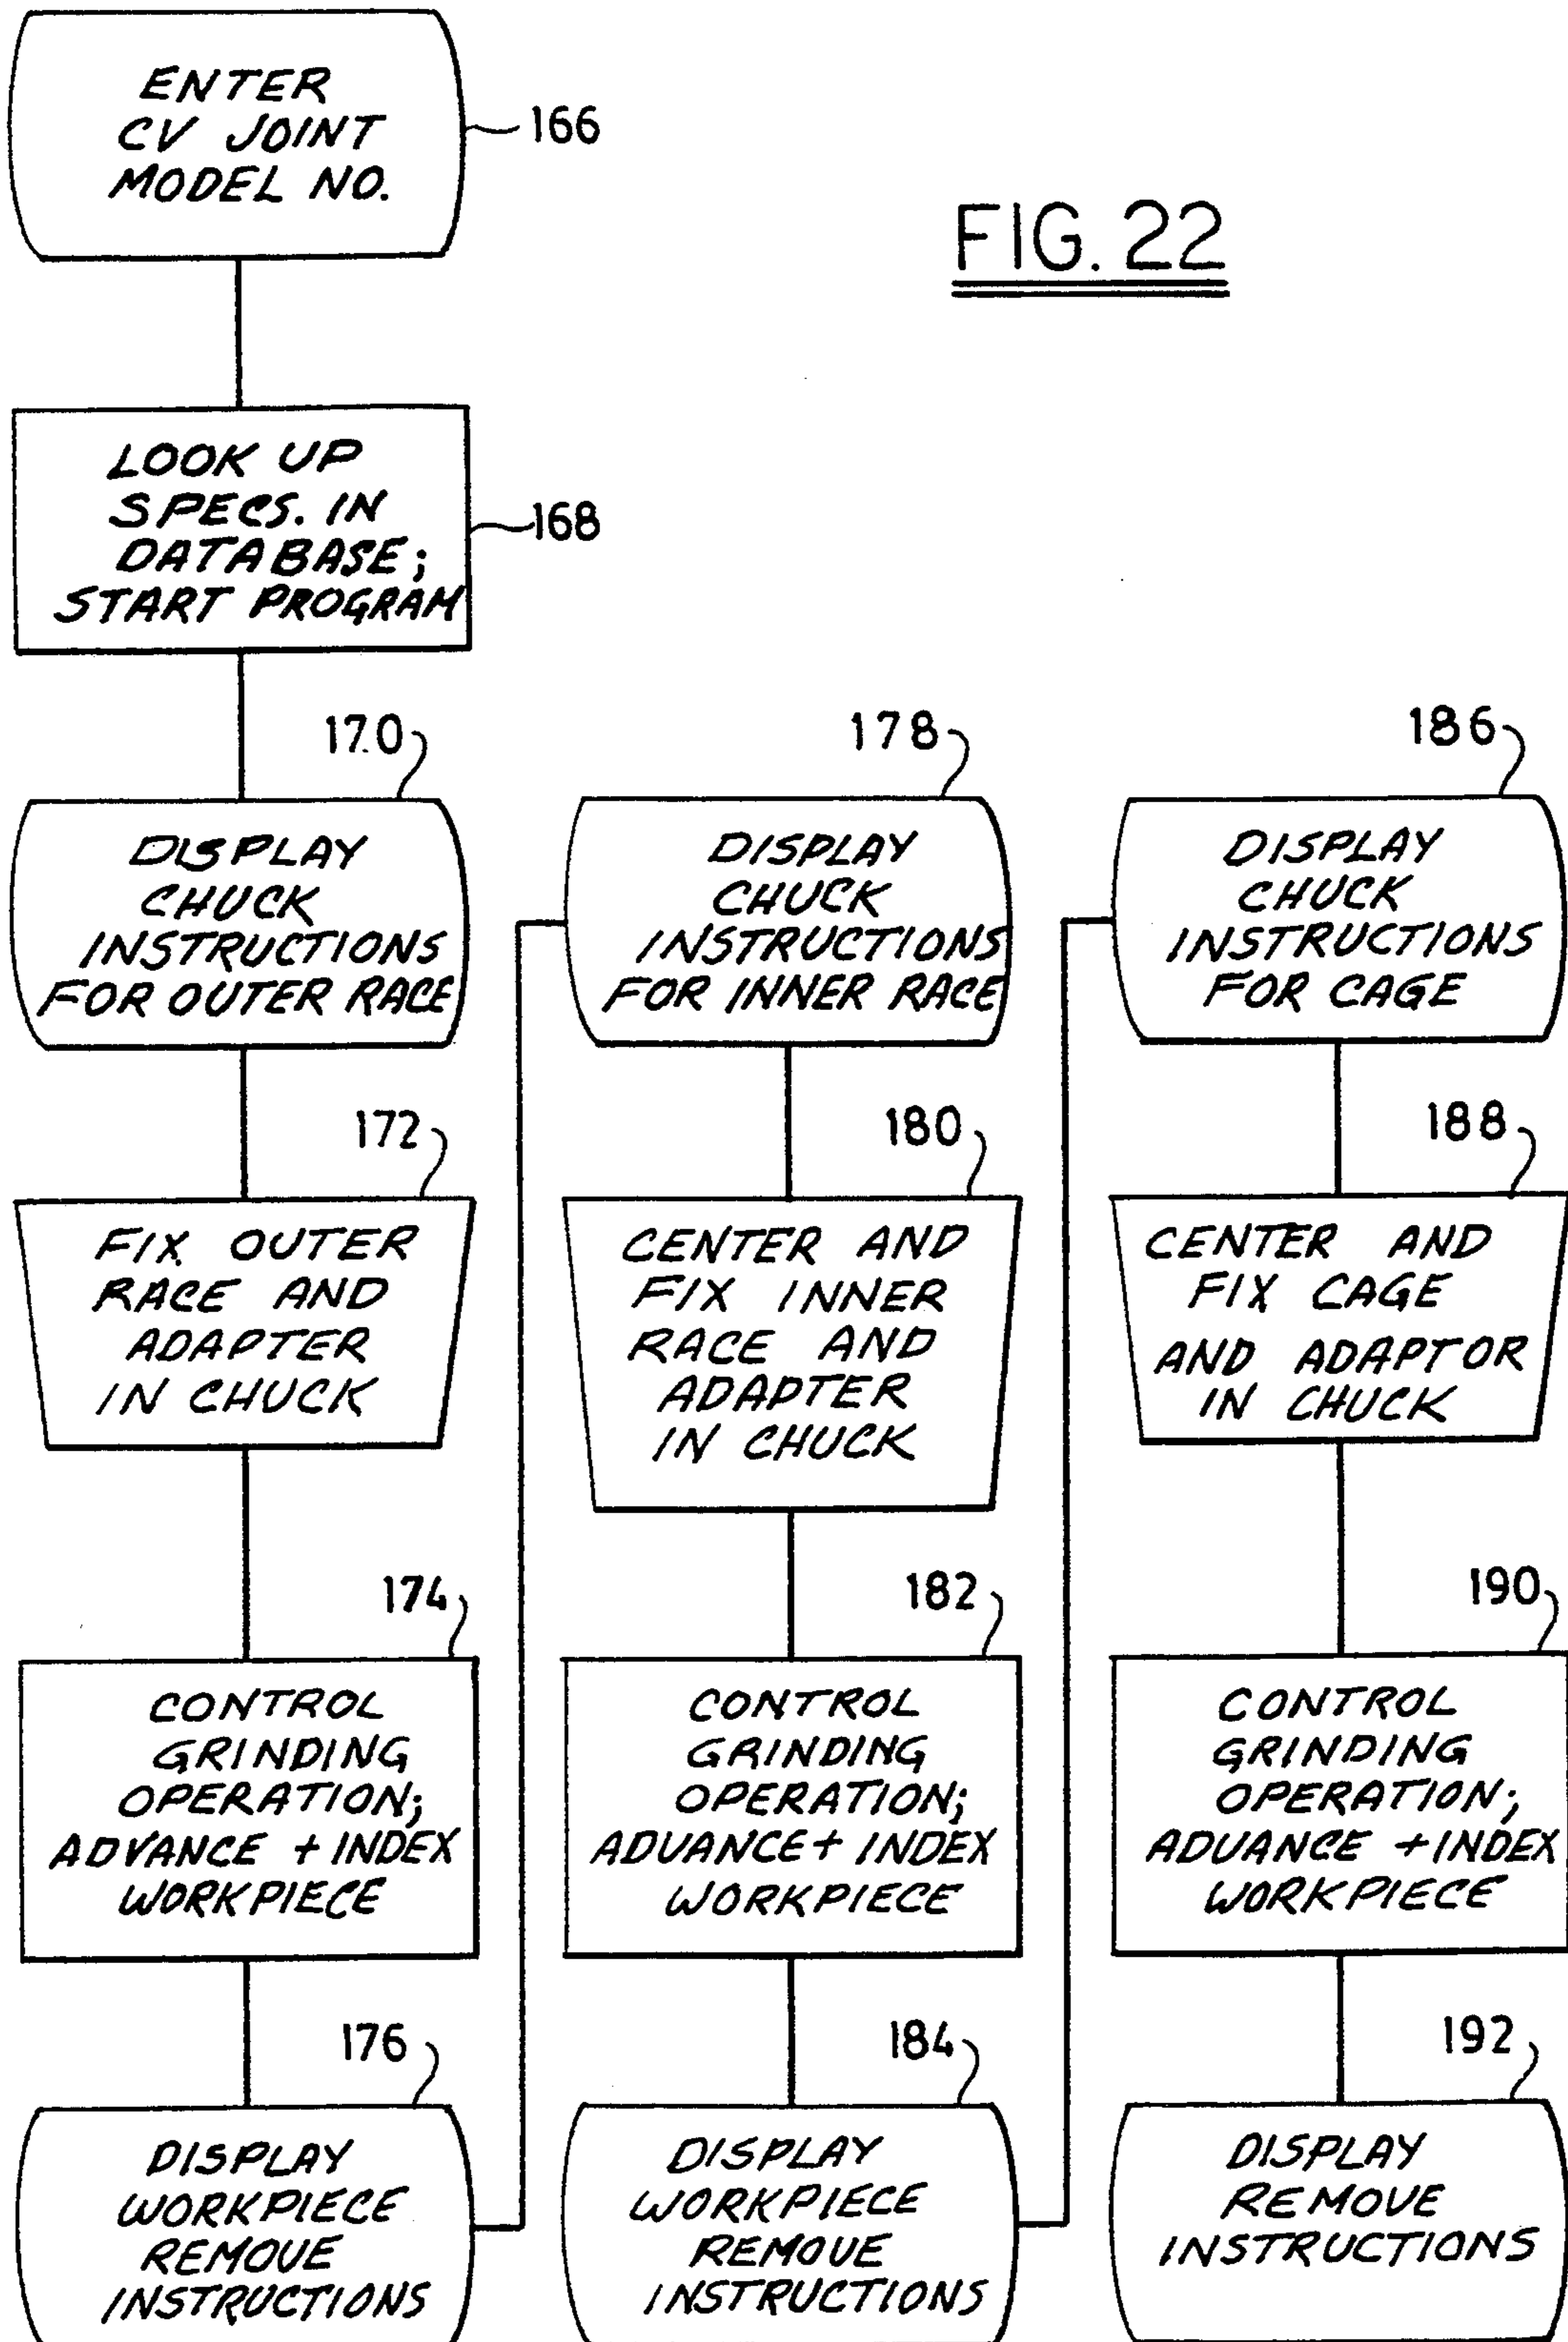 ENTER
CV JOINT
MODEL NO.
166
FIG. 22
LOOK UP
SPECS. IN
DATABASE;
START PROGRAM
168
170
DISPLAY
CHUCK
INSTRUCTIONS
FOR OUTER RACE
172
FIX OUTER
RACE AND
ADAPTER
IN CHUCK
174
CONTROL
GRINDING
OPERATION;
ADVANCE + INDEX
WORKPIECE
176
DISPLAY
WORKPIECE
REMOVE
INSTRUCTIONS
178
DISPLAY
CHUCK
INSTRUCTIONS
FOR INNER RACE
180
CENTER AND
FIX INNER
RACE AND
ADAPTER
IN CHUCK
182
CONTROL
GRINDING
OPERATION;
ADVANCE + INDEX
WORKPIECE
184
DISPLAY
WORKPIECE
REMOVE
INSTRUCTIONS
186
DISPLAY
CHUCK
INSTRUCTIONS
FOR CAGE
188
CENTER AND
FIX CAGE
AND ADAPTOR
IN CHUCK
190
CONTROL
GRINDING
OPERATION;
ADVANCE + INDEX
WORKPIECE
192
DISPLAY
REMOVE
INSTRUCTIONS